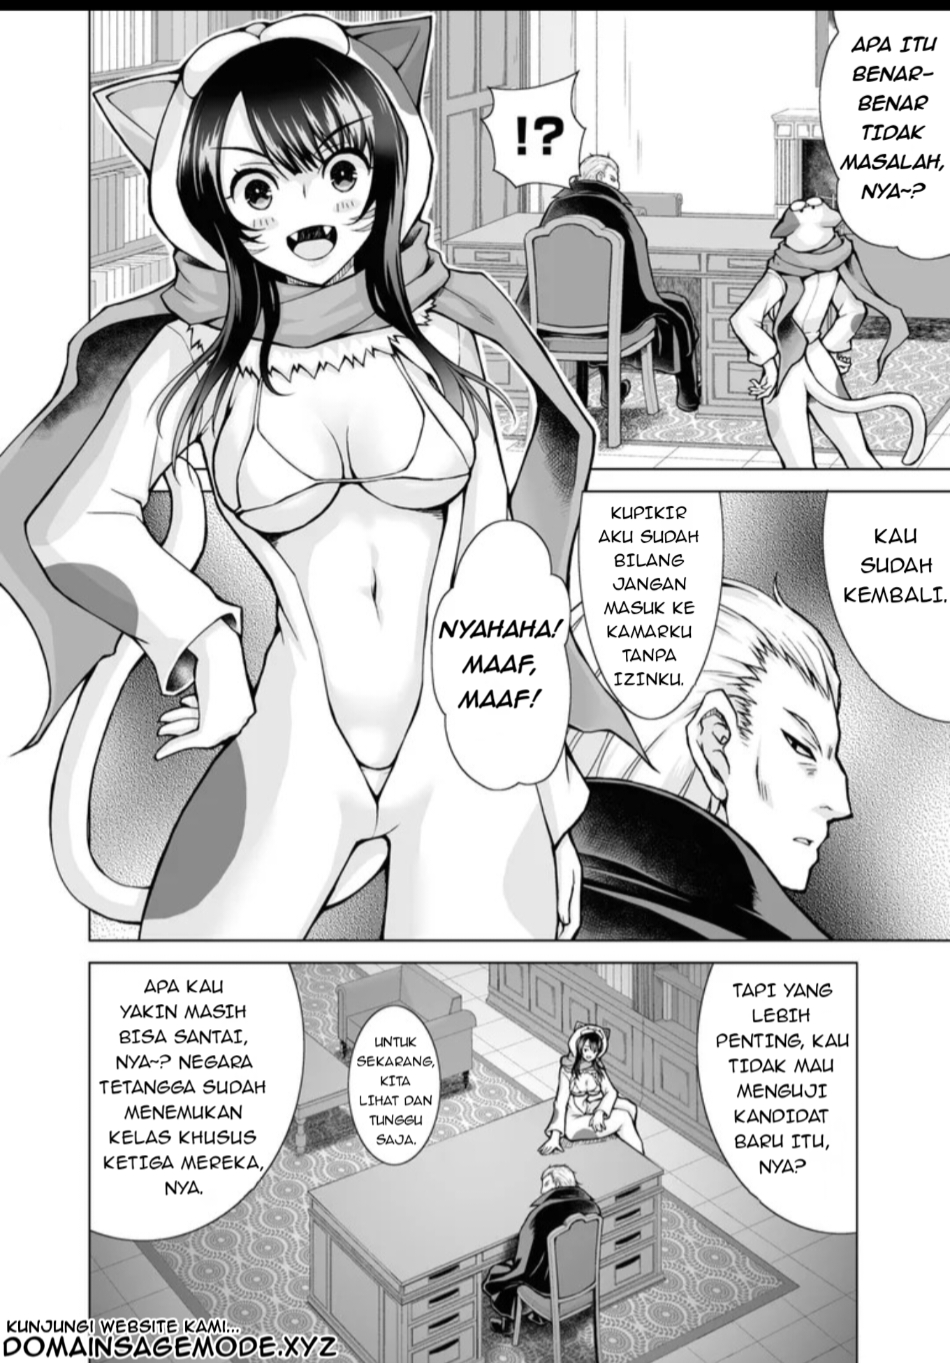 APA ITU
BENAR-
BENAR
TIDAK
MASALAH,
NYA~?
!?
KAU
SUDAH
KEMBALI.
KUPIKIR
AKU SUDAH
BILANG
JANGAN
MASUK KE
KAMARKU
TANPA
IZINKU.
NYAHAHA!
MAAF,
MAAF!
TAPI YANG
LEBIH
PENTING, KAU
TIDAK MAU
MENGUJI
KANDIDAT
BARU ITU,
NYA?
UNTUK
SEKARANG,
KITA
LIHAT DAN
TUNGGU
SAJA.
APA KAU
YAKIN MASIH
BISA SANTAI,
NYA~? NEGARA
TETANGGA SUDAH
MENEMUKAN
KELAS KHUSUS
KETIGA MEREKA,
NYA.
KUNJUNGI WEBSITE KAMI...
DOMAINSAGEMODE.XYZ